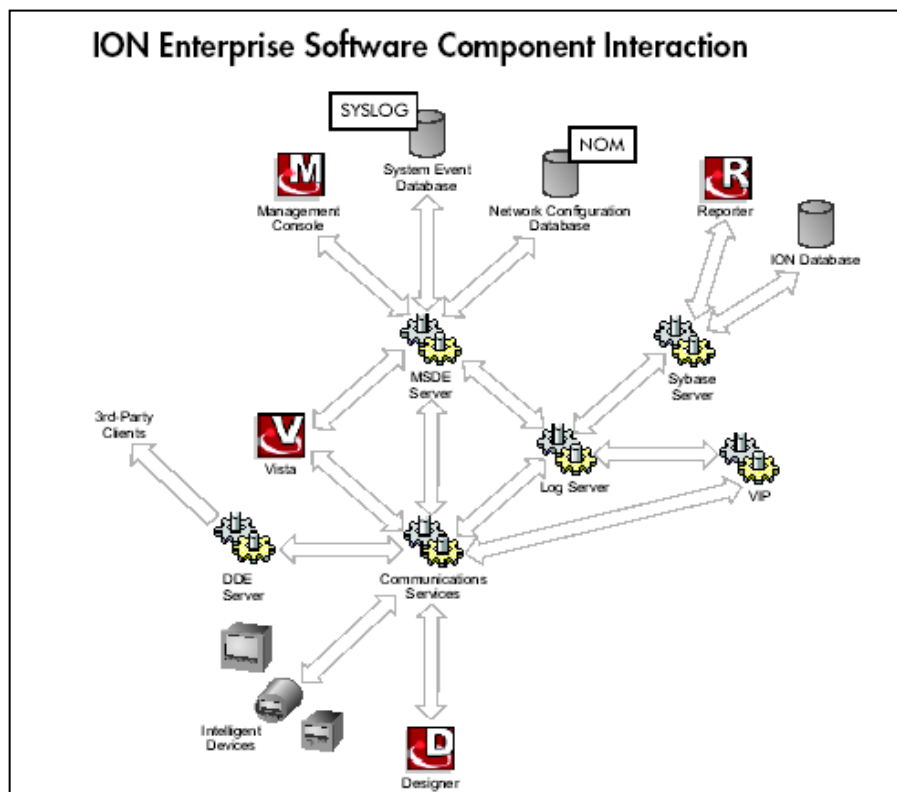 ION Enterprise Software Component Interaction
SYSLOG
NOM
M
System Event
Database
R
Management
Console
Network Configuration
Database
Reporter
ION Database
MSDE
Server
Sybase
Server
3rd-Party
Clients
V
Vista
Log Server
VIP
DDE
Server
Communications
Services
Intelligent
Devices
D
Designer